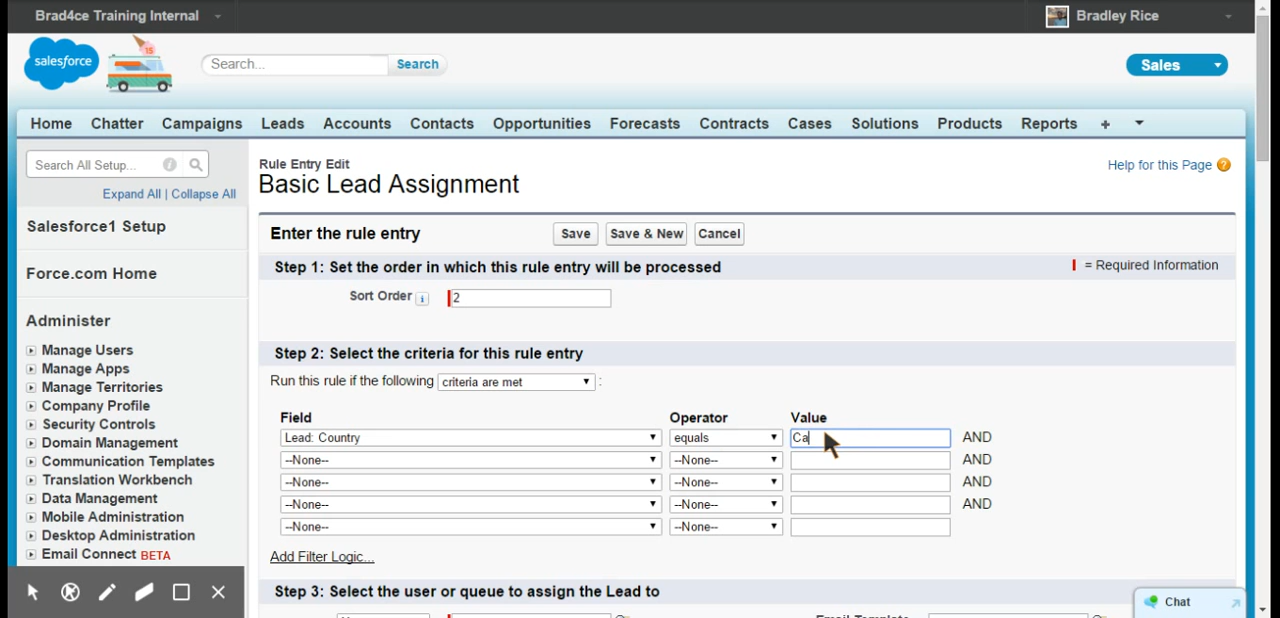 Brad4ce Training Internal
Bradley Rice
salesforce
15
Search...
Search
Sales
Home Chatter Campaigns Leads Accounts Contacts Opportunities Forecasts Contracts Cases Solutions Products Reports +
Search All Setup...
Expand All | Collapse All
Salesforce1 Setup
Force.com Home
Administer
Manage Users
Manage Apps
Manage Territories
Company Profile
Security Controls
Domain Management
Communication Templates
Translation Workbench
Data Management
Mobile Administration
Desktop Administration
Email Connect BETA
Rule Entry Edit
Basic Lead Assignment
Help for this Page ?
Enter the rule entry
Save
Save & New
Cancel
Step 1: Set the order in which this rule entry will be processed
= Required Information
Sort Order i
2
Step 2: Select the criteria for this rule entry
Run this rule if the following criteria are met :
Field Operator Value
Lead: Country equals Ca AND
--None-- --None-- AND
--None-- --None-- AND
--None-- --None-- AND
--None-- --None--
Add Filter Logic...
Step 3: Select the user or queue to assign the Lead to
Email Template
Chat